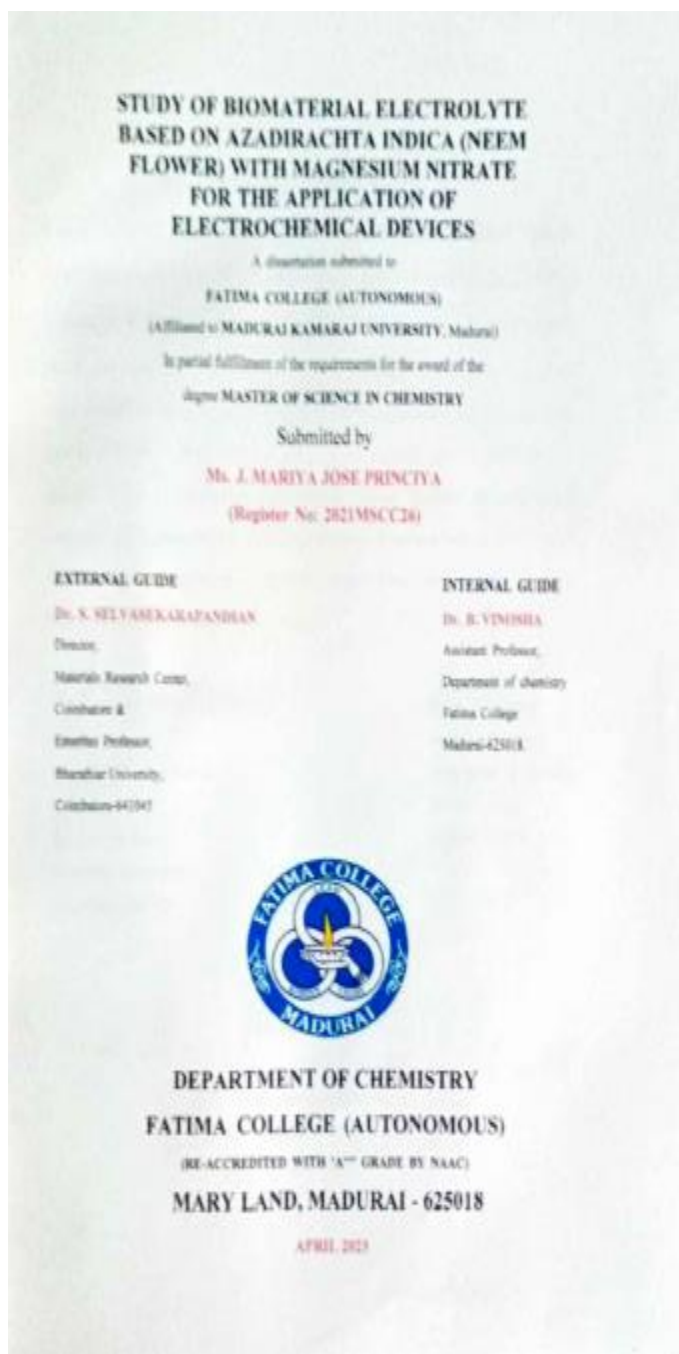 STUDY OF BIOMATERIAL ELECTROLYTE
BASED ON AZADIRACHTA INDICA (NEEM
FLOWER) WITH MAGNESIUM NITRATE
FOR THE APPLICATION OF
ELECTROCHEMICAL DEVICES
A dissertation submitted to
FATIMA COLLEGE (AUTONOMOUS)
(Affiliated to MADURAI KAMARAJ UNIVERSITY, Madurai)
In partial fulfillment of the requirements for the award of the
degree MASTER OF SCIENCE IN CHEMISTRY
Submitted by
Ms. J. MARIYA JOSE PRINCIYA
(Register No: 2021MSCC26)
EXTERNAL GUIDE
Dr. S. SELVASEKARAPANDIAN
Director,
Materials Research Center,
Coimbatore &
Emeritus Professor,
Bharathiar University,
Coimbatore-641045
INTERNAL GUIDE
Dr. B. VINOSHA
Assistant Professor,
Department of chemistry
Fatima College
Madurai-625018
FATIMA COLLEGE
MADURAI
DEPARTMENT OF CHEMISTRY
FATIMA COLLEGE (AUTONOMOUS)
GRADE BY NAAC)
MARY LAND, MADURAI - 625018
APRIL 2023